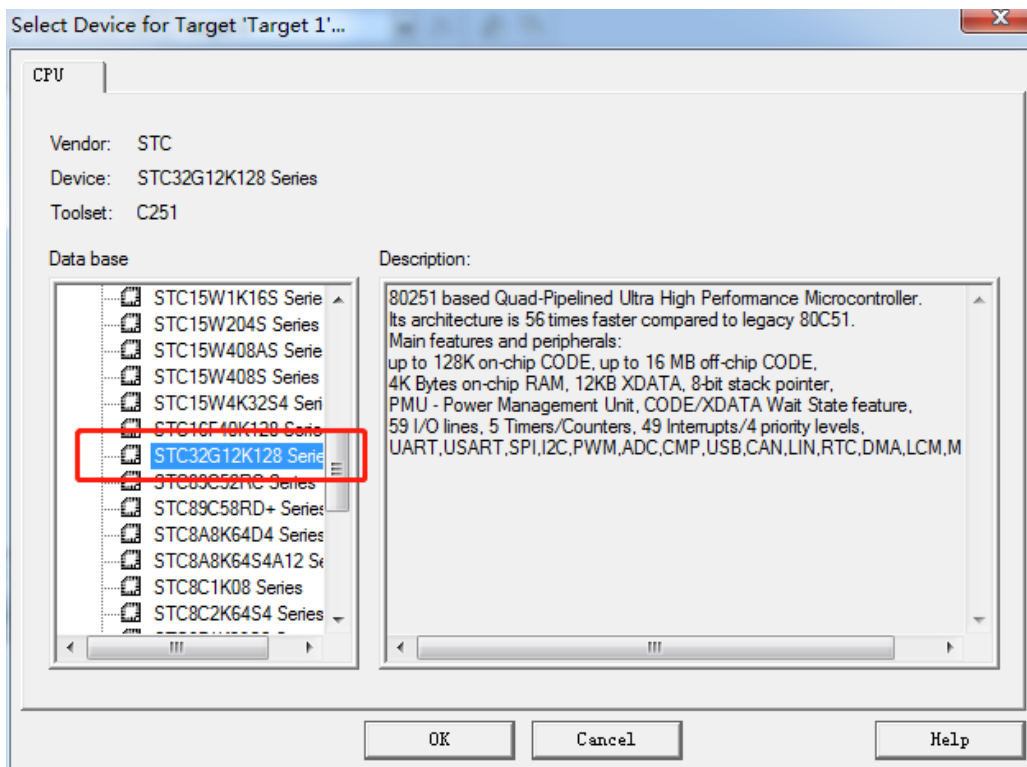 Select Device for Target 'Target 1'...
CPU
Vendor: STC
Device: STC32G12K128 Series
Toolset: C251
Data base
STC15W1K16S Serie
STC15W204S Series
STC15W408AS Serie
STC15W408S Series
STC15W4K32S4 Seri
STC16F40K128 Serie
STC32G12K128 Serie
STC89C52RC Series
STC89C58RD+ Series
STC8A8K64D4 Series
STC8A8K64S4A12 Se
STC8C1K08 Series
STC8C2K64S4 Series
Description:
80251 based Quad-Pipelined Ultra High Performance Microcontroller.
Its architecture is 56 times faster compared to legacy 80C51.
Main features and peripherals:
up to 128K on-chip CODE, up to 16 MB off-chip CODE,
4K Bytes on-chip RAM, 12KB XDATA, 8-bit stack pointer,
PMU - Power Management Unit, CODE/XDATA Wait State feature,
59 I/O lines, 5 Timers/Counters, 49 Interrupts/4 priority levels,
UART,USART,SPI,I2C,PWM,ADC,CMP,USB,CAN,LIN,RTC,DMA,LCM,M
OK Cancel Help